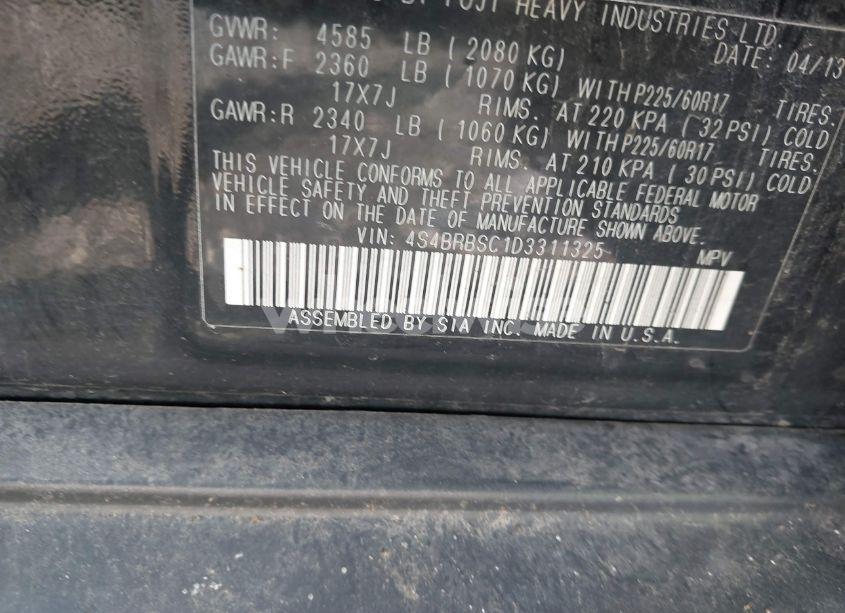 FUJI HEAVY INDUSTRIES LTD.
GVWR: 4585 LB ( 2080 KG) DATE: 04/13
GAWR:F 2360 LB ( 1070 KG) WITH P225/60R17 TIRES.
17X7J RIMS. AT 220 KPA ( 32 PSI) COLD
GAWR:R 2340 LB ( 1060 KG) WITH P225/60R17 TIRES.
17X7J RIMS. AT 210 KPA ( 30 PSI) COLD
THIS VEHICLE CONFORMS TO ALL APPLICABLE FEDERAL MOTOR
VEHICLE SAFETY AND THEFT PREVENTION STANDARDS
IN EFFECT ON THE DATE OF MANUFACTURE SHOWN ABOVE.
VIN: 4S4BRBSC1D3311325 MPV
ASSEMBLED BY SIA INC. MADE IN U.S.A.